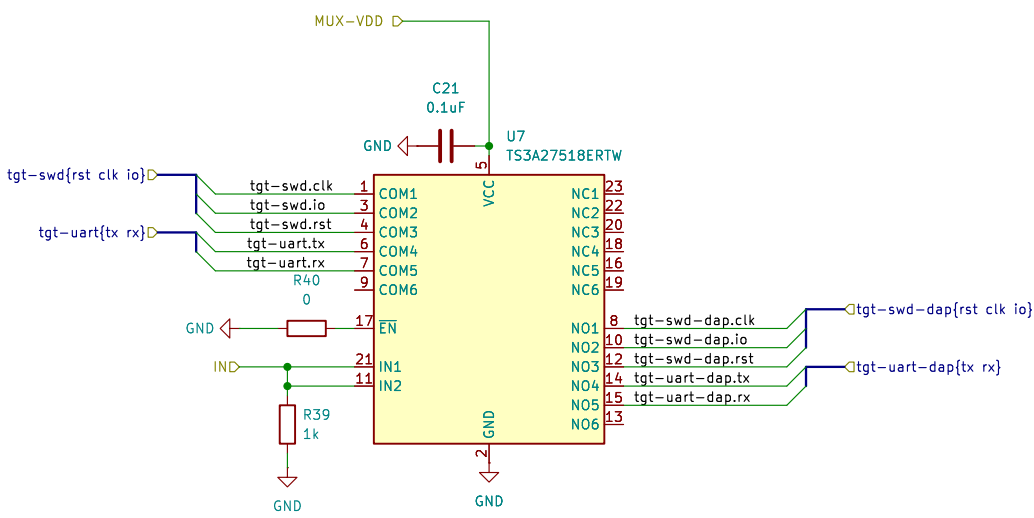 MUX-VDD
C21
0.1uF
GND
U7
TS3A27518ERTW
5
VCC
tgt-swd{rst clk io}
tgt-uart{tx rx}
tgt-swd.clk
1
COM1
tgt-swd.io
3
COM2
tgt-swd.rst
4
COM3
tgt-uart.tx
6
COM4
tgt-uart.rx
7
COM5
9
COM6
R40
0
GND
17
EN
IN
21
IN1
11
IN2
R39
1k
GND
GND
2
GND
NC1
23
NC2
22
NC3
20
NC4
18
NC5
16
NC6
19
NO1
8
tgt-swd-dap.clk
NO2
10
tgt-swd-dap.io
NO3
12
tgt-swd-dap.rst
NO4
14
tgt-uart-dap.tx
NO5
15
tgt-uart-dap.rx
NO6
13
tgt-swd-dap{rst clk io}
tgt-uart-dap{tx rx}